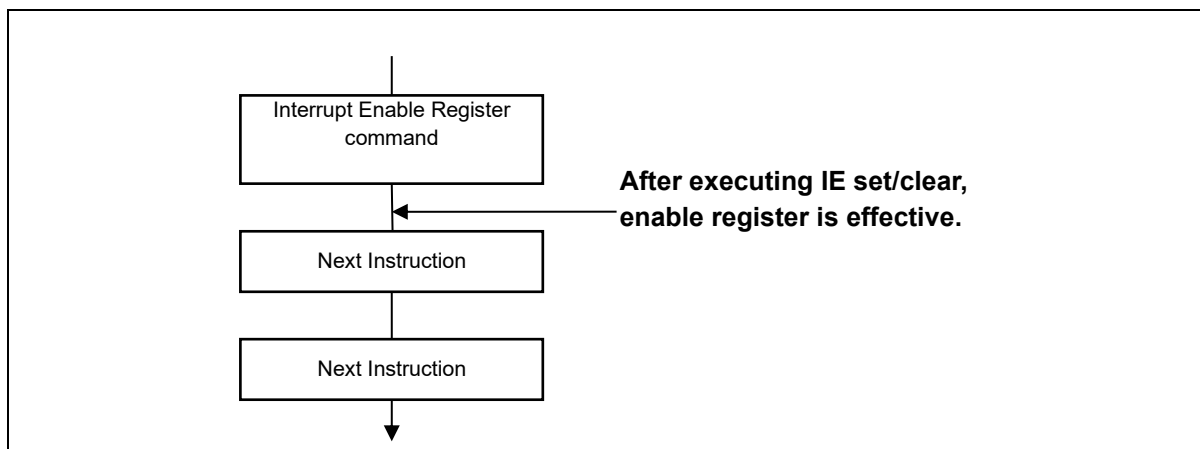 Interrupt Enable Register
command
After executing IE set/clear,
enable register is effective.
Next Instruction
Next Instruction